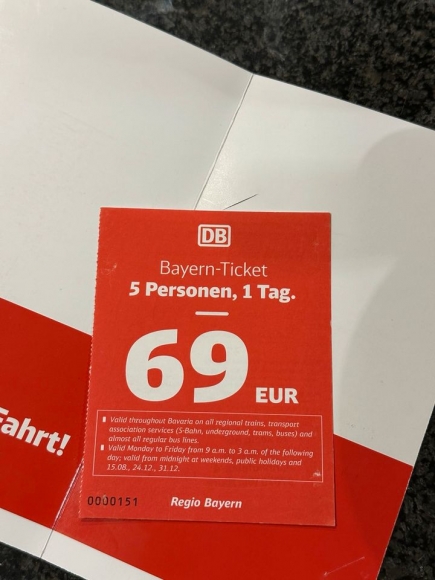 DB
Bayern-Ticket
5 Personen, 1 Tag.
69 EUR
Valid throughout Bavaria on all regional trains, transport
association services (S-Bahn, underground, trams, buses) and
almost all regular bus lines.
Valid Monday to Friday from 9 a.m. to 3 a.m. of the following
day; valid from midnight at weekends, public holidays and
15.08., 24.12., 31.12.
0000151 Regio Bayern
Fahrt!